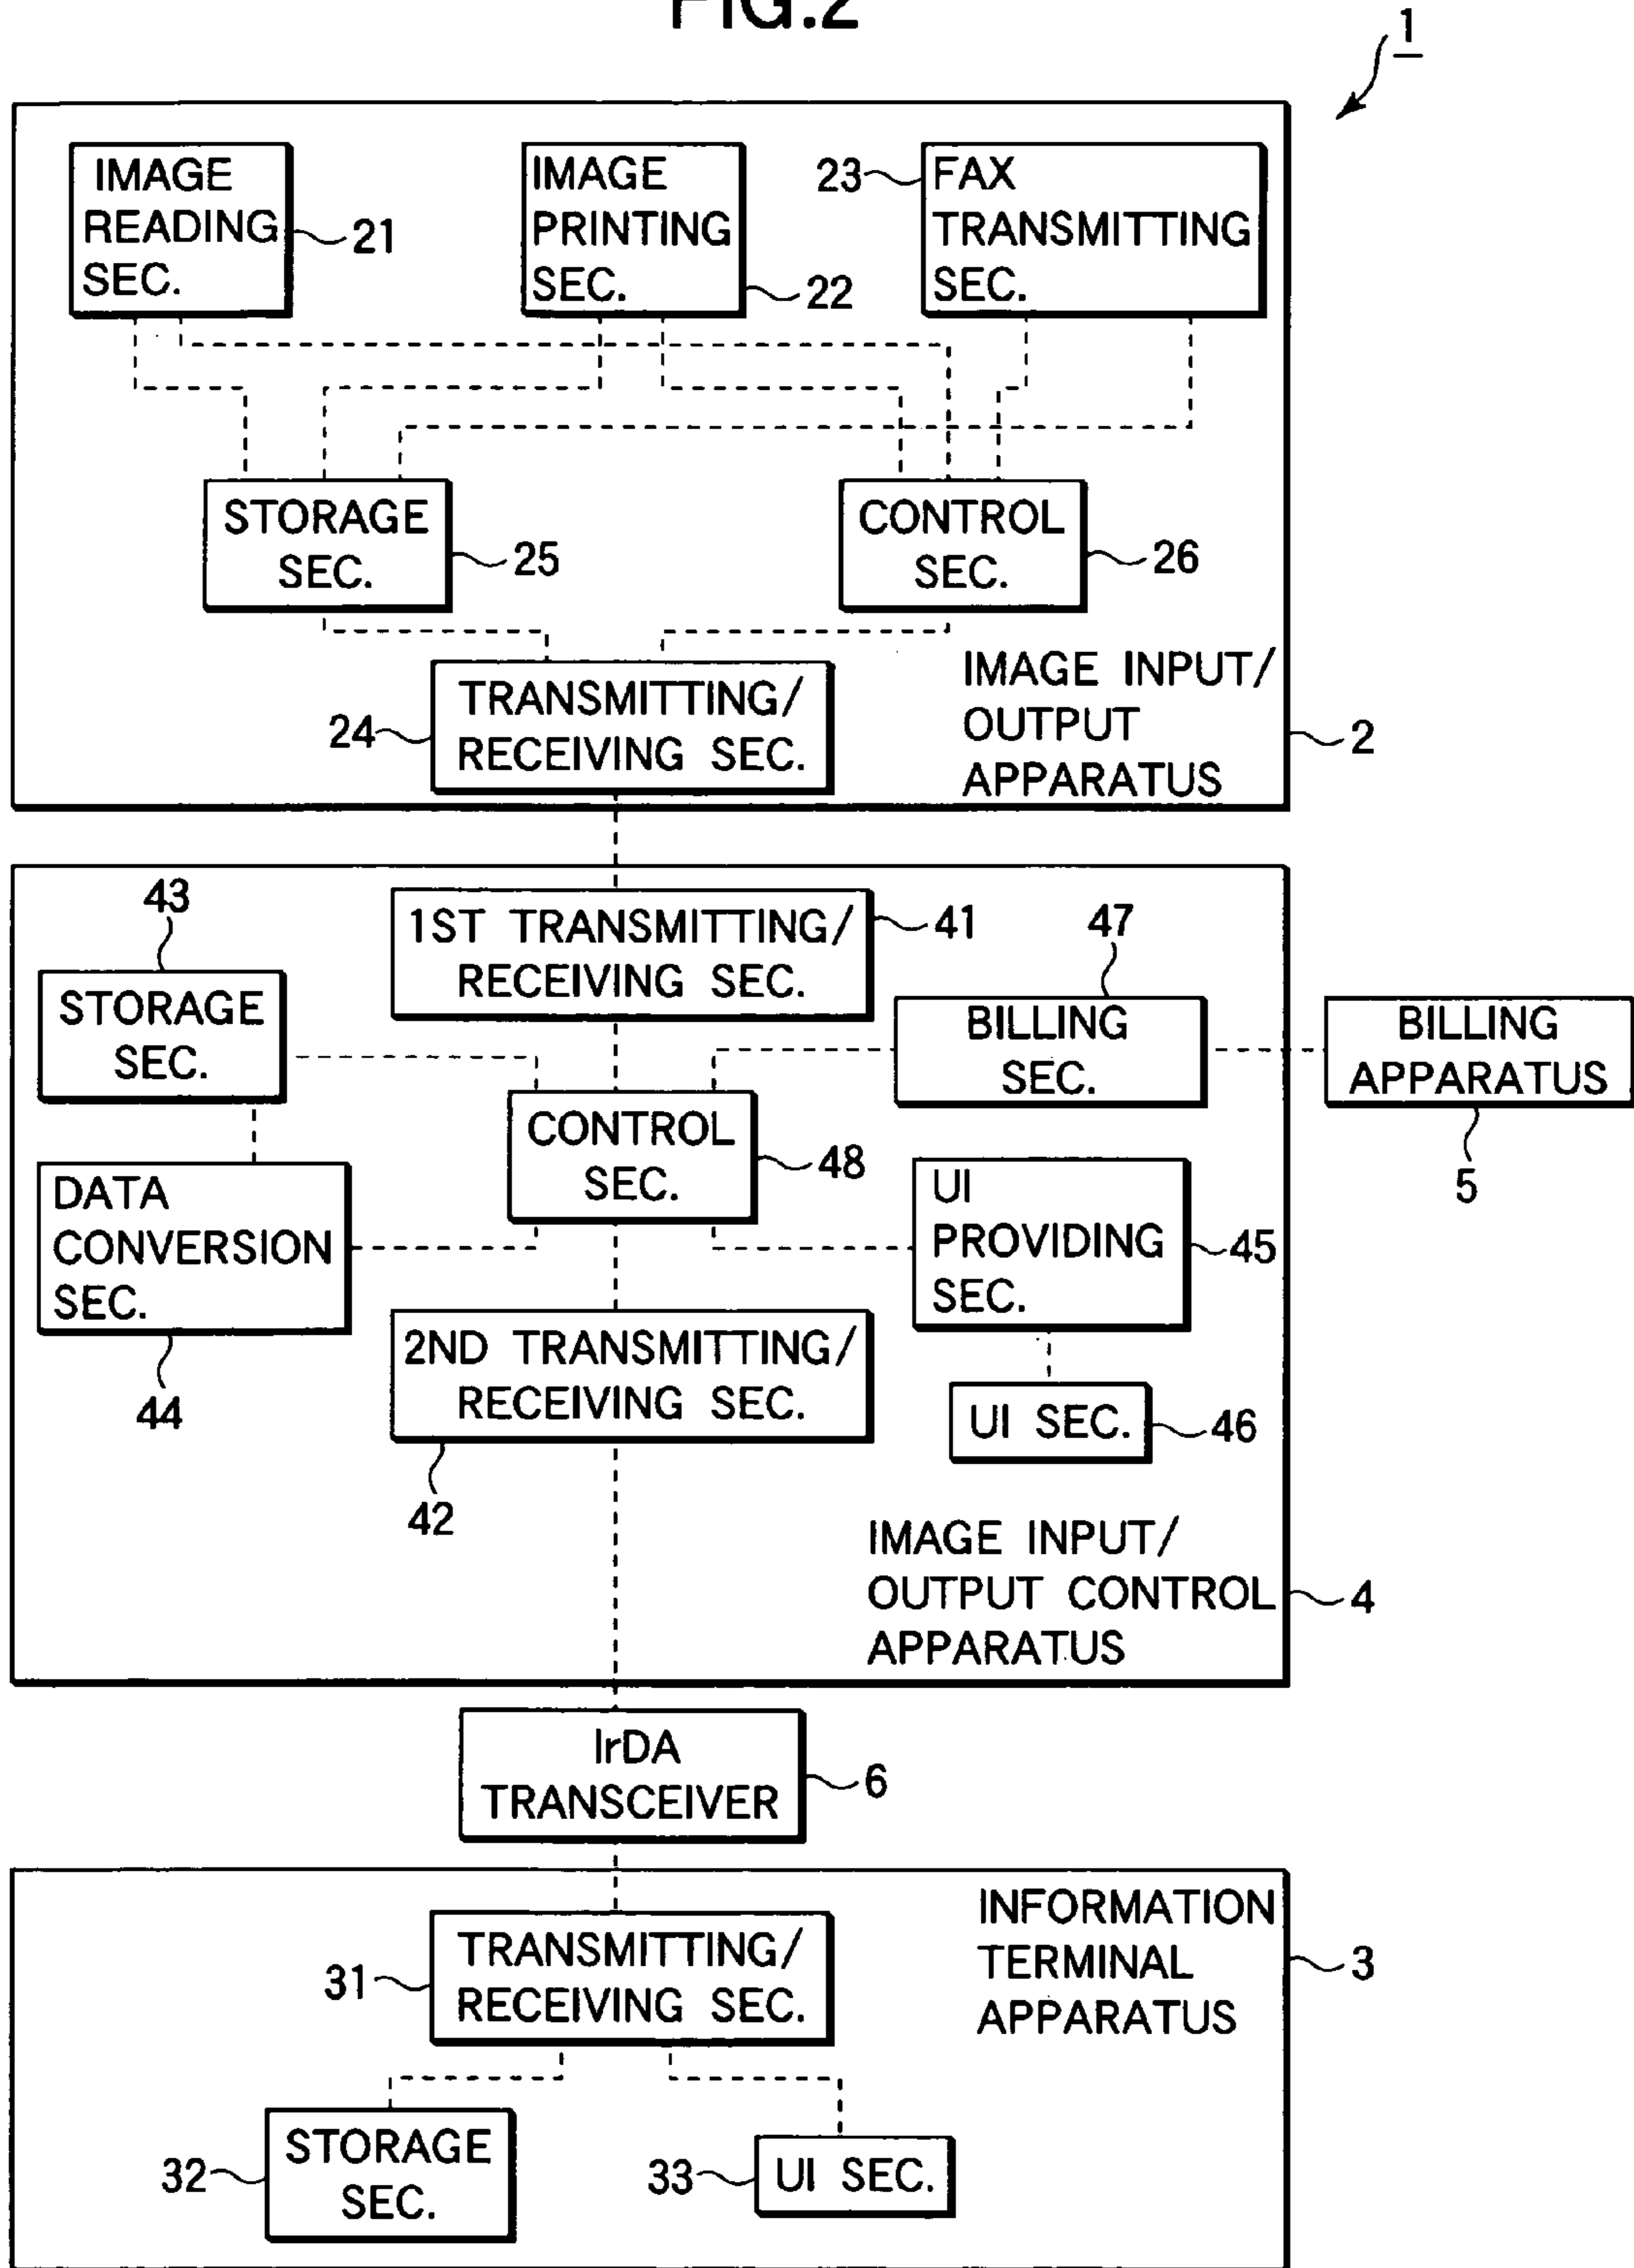 FIG.2
1
IMAGE
READING
SEC.
21
IMAGE
PRINTING
SEC.
22
23
FAX
TRANSMITTING
SEC.
STORAGE
SEC.
25
CONTROL
SEC.
26
TRANSMITTING/
RECEIVING SEC.
24
IMAGE INPUT/
OUTPUT
APPARATUS
2
43
STORAGE
SEC.
1ST TRANSMITTING/
RECEIVING SEC.
41
47
BILLING
SEC.
BILLING
APPARATUS
5
CONTROL
SEC.
48
DATA
CONVERSION
SEC.
44
UI
PROVIDING
SEC.
45
2ND TRANSMITTING/
RECEIVING SEC.
42
UI SEC.
46
IMAGE INPUT/
OUTPUT CONTROL
APPARATUS
4
IrDA
TRANSCEIVER
6
INFORMATION
TERMINAL
APPARATUS
3
TRANSMITTING/
RECEIVING SEC.
31
STORAGE
SEC.
32
UI SEC.
33